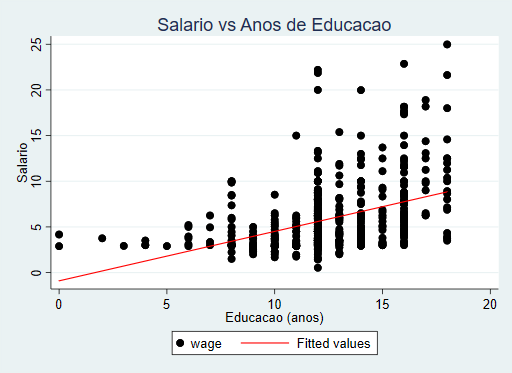 Salario vs Anos de Educacao
25
20
15
10
5
0
Salario
0 5 10 15 20
Educacao (anos)
wage Fitted values